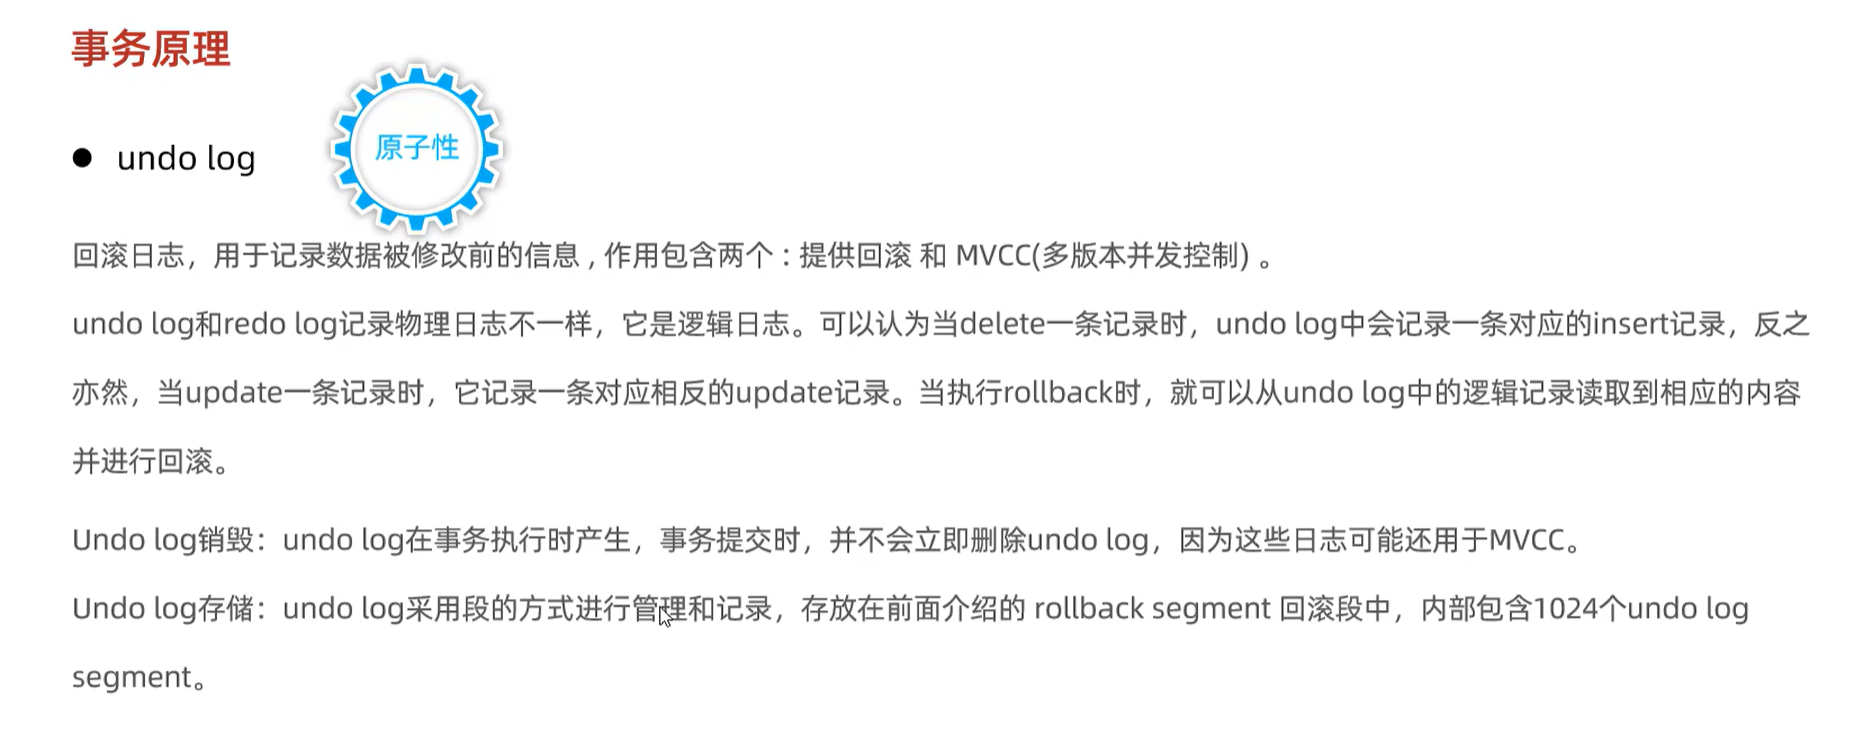 事务原理
原子性
undo log
回滚日志，用于记录数据被修改前的信息 , 作用包含两个 : 提供回滚 和 MVCC(多版本并发控制) 。
undo log和redo log记录物理日志不一样，它是逻辑日志。可以认为当delete一条记录时，undo log中会记录一条对应的insert记录，反之
亦然，当update一条记录时，它记录一条对应相反的update记录。当执行rollback时，就可以从undo log中的逻辑记录读取到相应的内容
并进行回滚。
Undo log销毁：undo log在事务执行时产生，事务提交时，并不会立即删除undo log，因为这些日志可能还用于MVCC。
Undo log存储：undo log采用段的方式进行管理和记录，存放在前面介绍的 rollback segment 回滚段中，内部包含1024个undo log
segment。